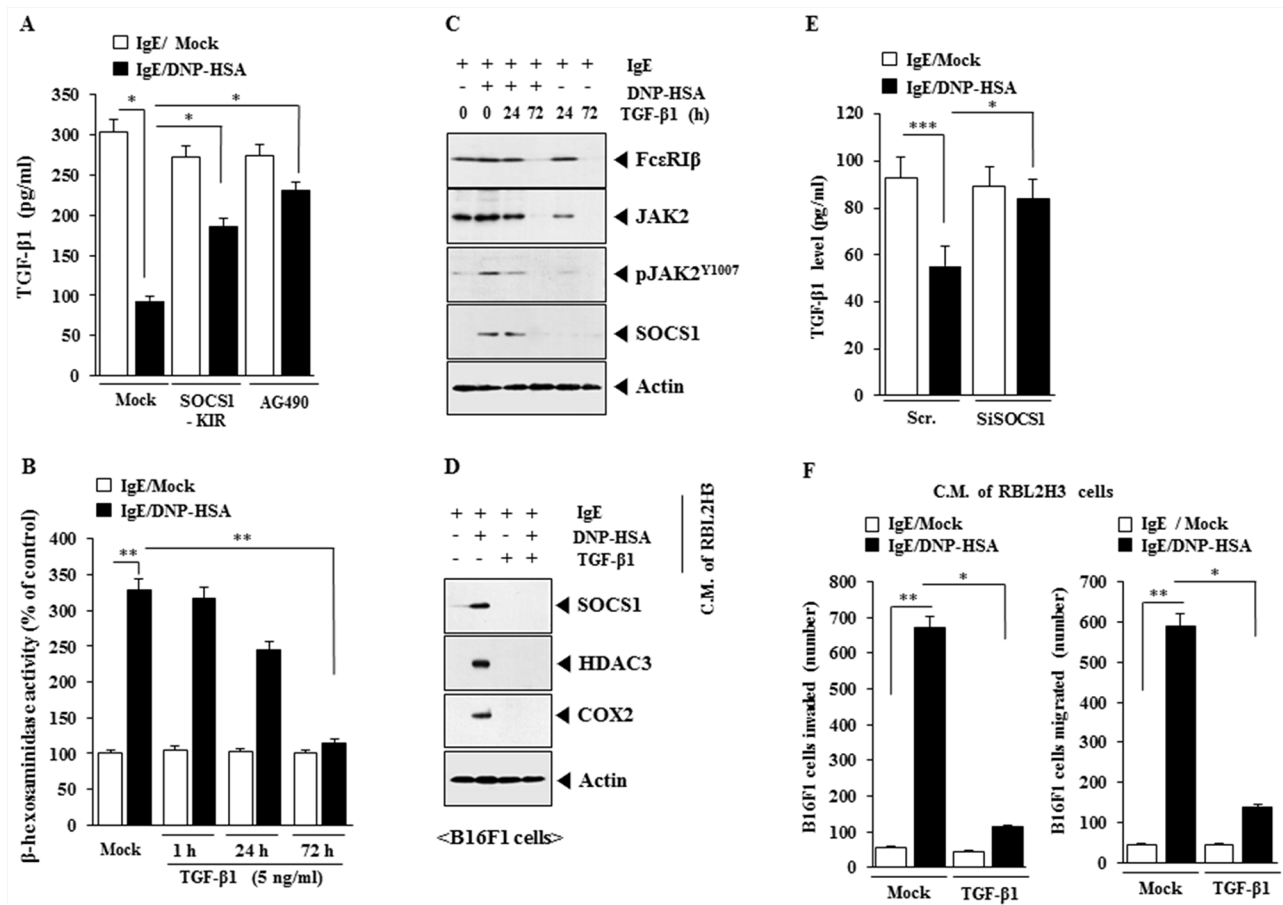 A
IgE/ Mock
IgE/DNP-HSA
TGF-β1 (pg/ml)
350
300
250
200
150
100
50
0
*
*
*
Mock
SOCS1
- KIR
AG490
B
IgE/Mock
IgE/DNP-HSA
β-hexosaminidase activity (% of control)
400
350
300
250
200
150
100
50
0
**
**
Mock
1 h
24 h
72 h
TGF-β1 (5 ng/ml)
C
+ + + + + + IgE
- + + + - - DNP-HSA
0 0 24 72 24 72 TGF-β1 (h)
FcεRIβ
JAK2
pJAK2Y1007
SOCS1
Actin
D
+ + + + IgE
- + - + DNP-HSA
- - + + TGF-β1
C.M. of RBL2H3
SOCS1
HDAC3
COX2
Actin
<B16F1 cells>
E
IgE/Mock
IgE/DNP-HSA
TGF-β1 level (pg/ml)
120
100
80
60
40
20
0
***
*
Scr.
SiSOCS1
F
C.M. of RBL2H3 cells
IgE/Mock
IgE/DNP-HSA
B16F1 cells invaded (number)
800
700
600
500
400
300
200
100
0
**
*
Mock
TGF-β1
IgE / Mock
IgE/DNP-HSA
B16F1 cells migrated (number)
700
600
500
400
300
200
100
0
**
*
Mock
TGF-β1